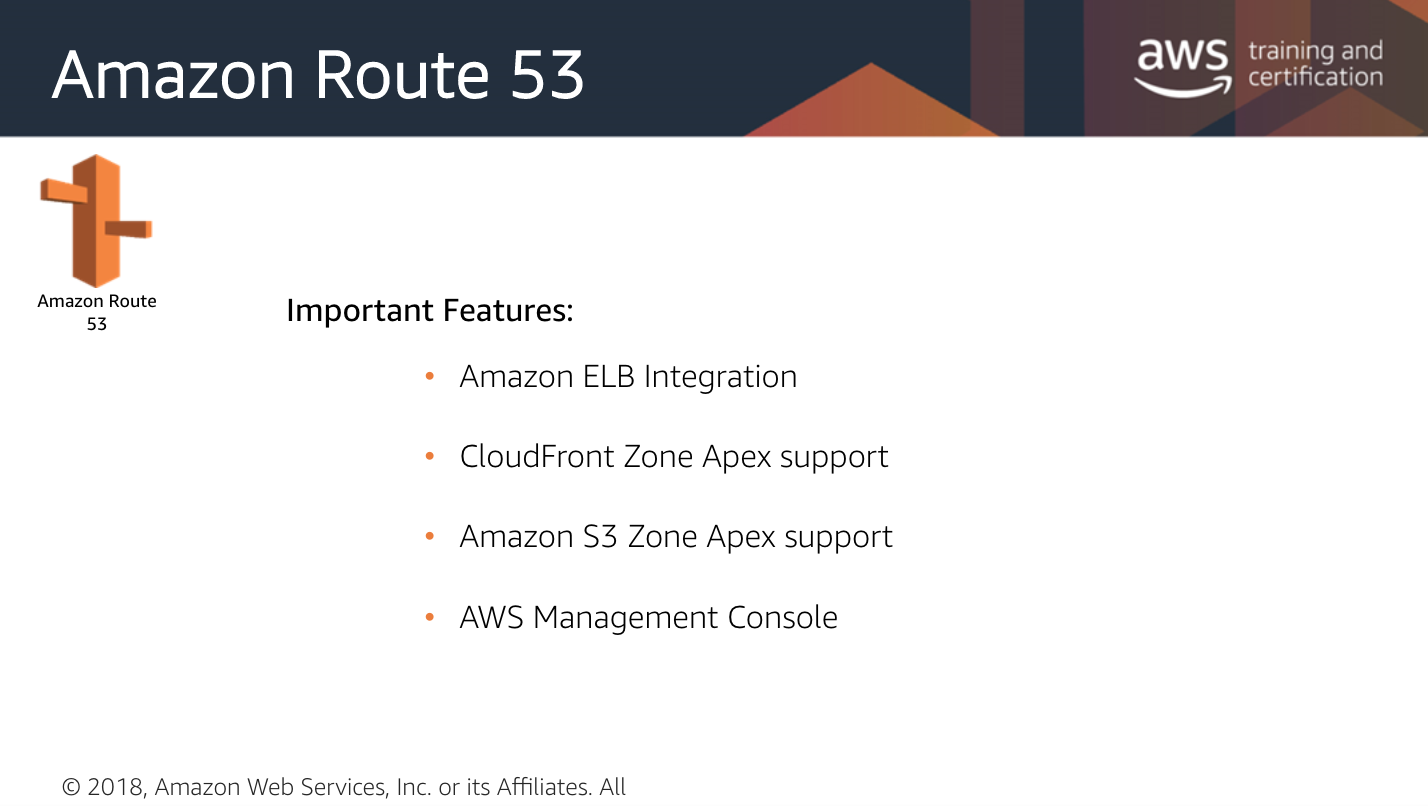 Amazon Route 53
aws training and
certification
Amazon Route
53
Important Features:
• Amazon ELB Integration
• CloudFront Zone Apex support
• Amazon S3 Zone Apex support
• AWS Management Console
© 2018, Amazon Web Services, Inc. or its Affiliates. All